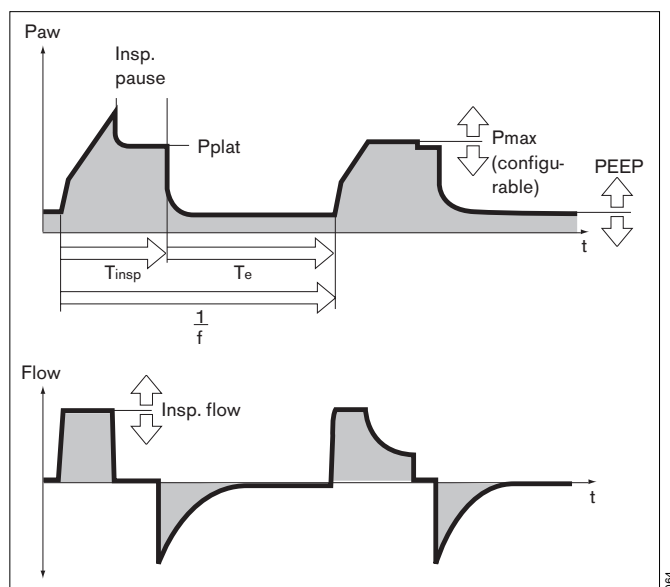 Paw
Insp.
pause
Pplat
Pmax
(configu-
rable)
PEEP
t
Tinsp
Te
1
f
Flow
Insp. flow
t